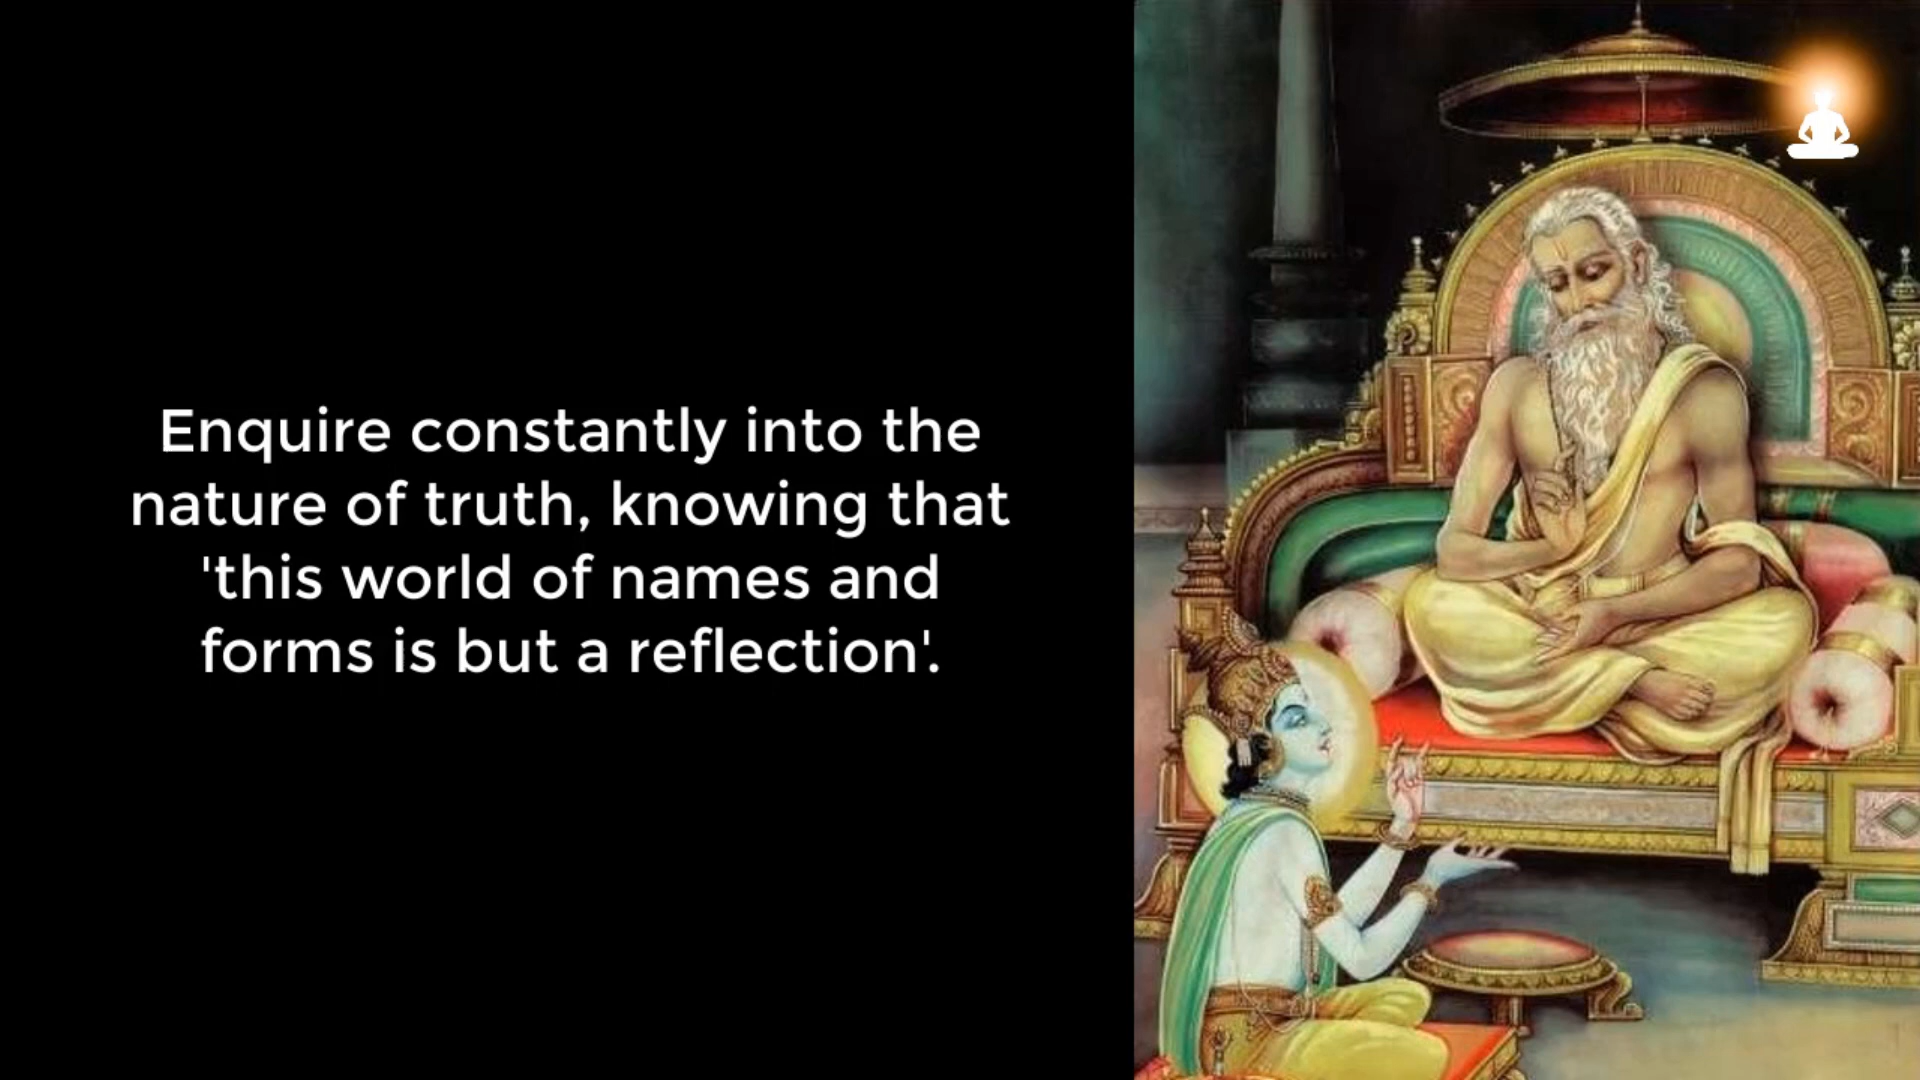 Enquire constantly into the
nature of truth, knowing that
'this world of names and
forms is but a reflection'.